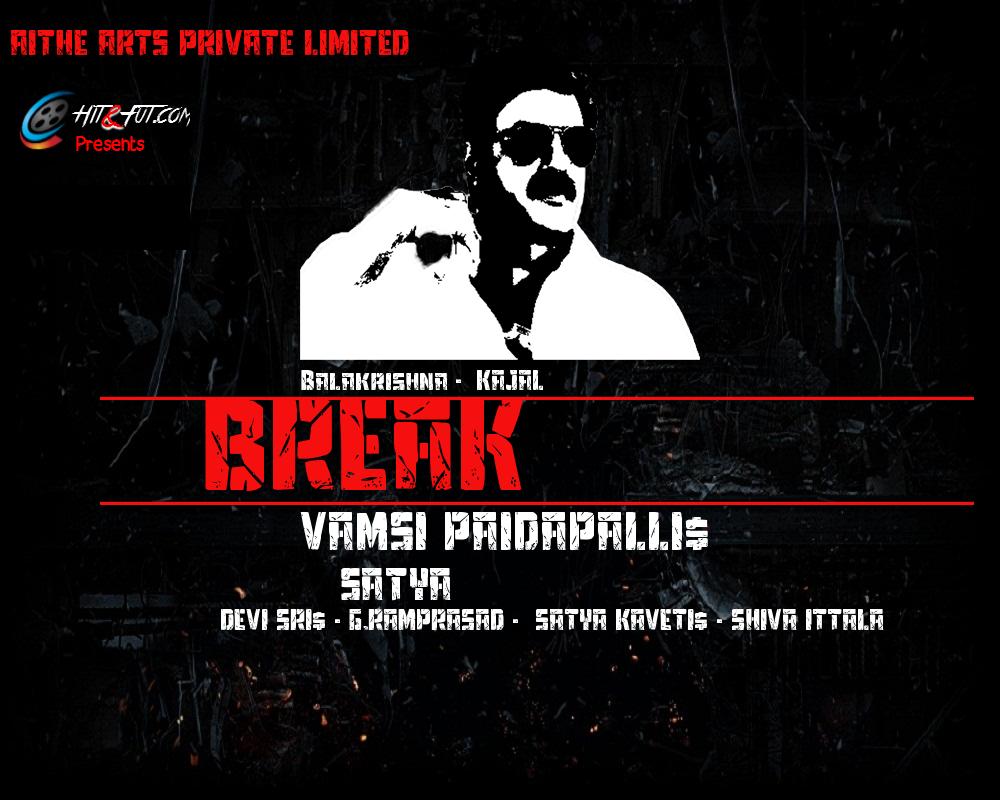 AITHE ARTS PRIVATE LIMITED
HIT&FUT.COM
Presents
BALAKRISHNA - KAJAL
BREAK
VAMSI PAIDAPALLI$
SATYA
DEVI SRI$ - G.RAMPRASAD - SATYA KAVETI$ - SHIVA ITTALA